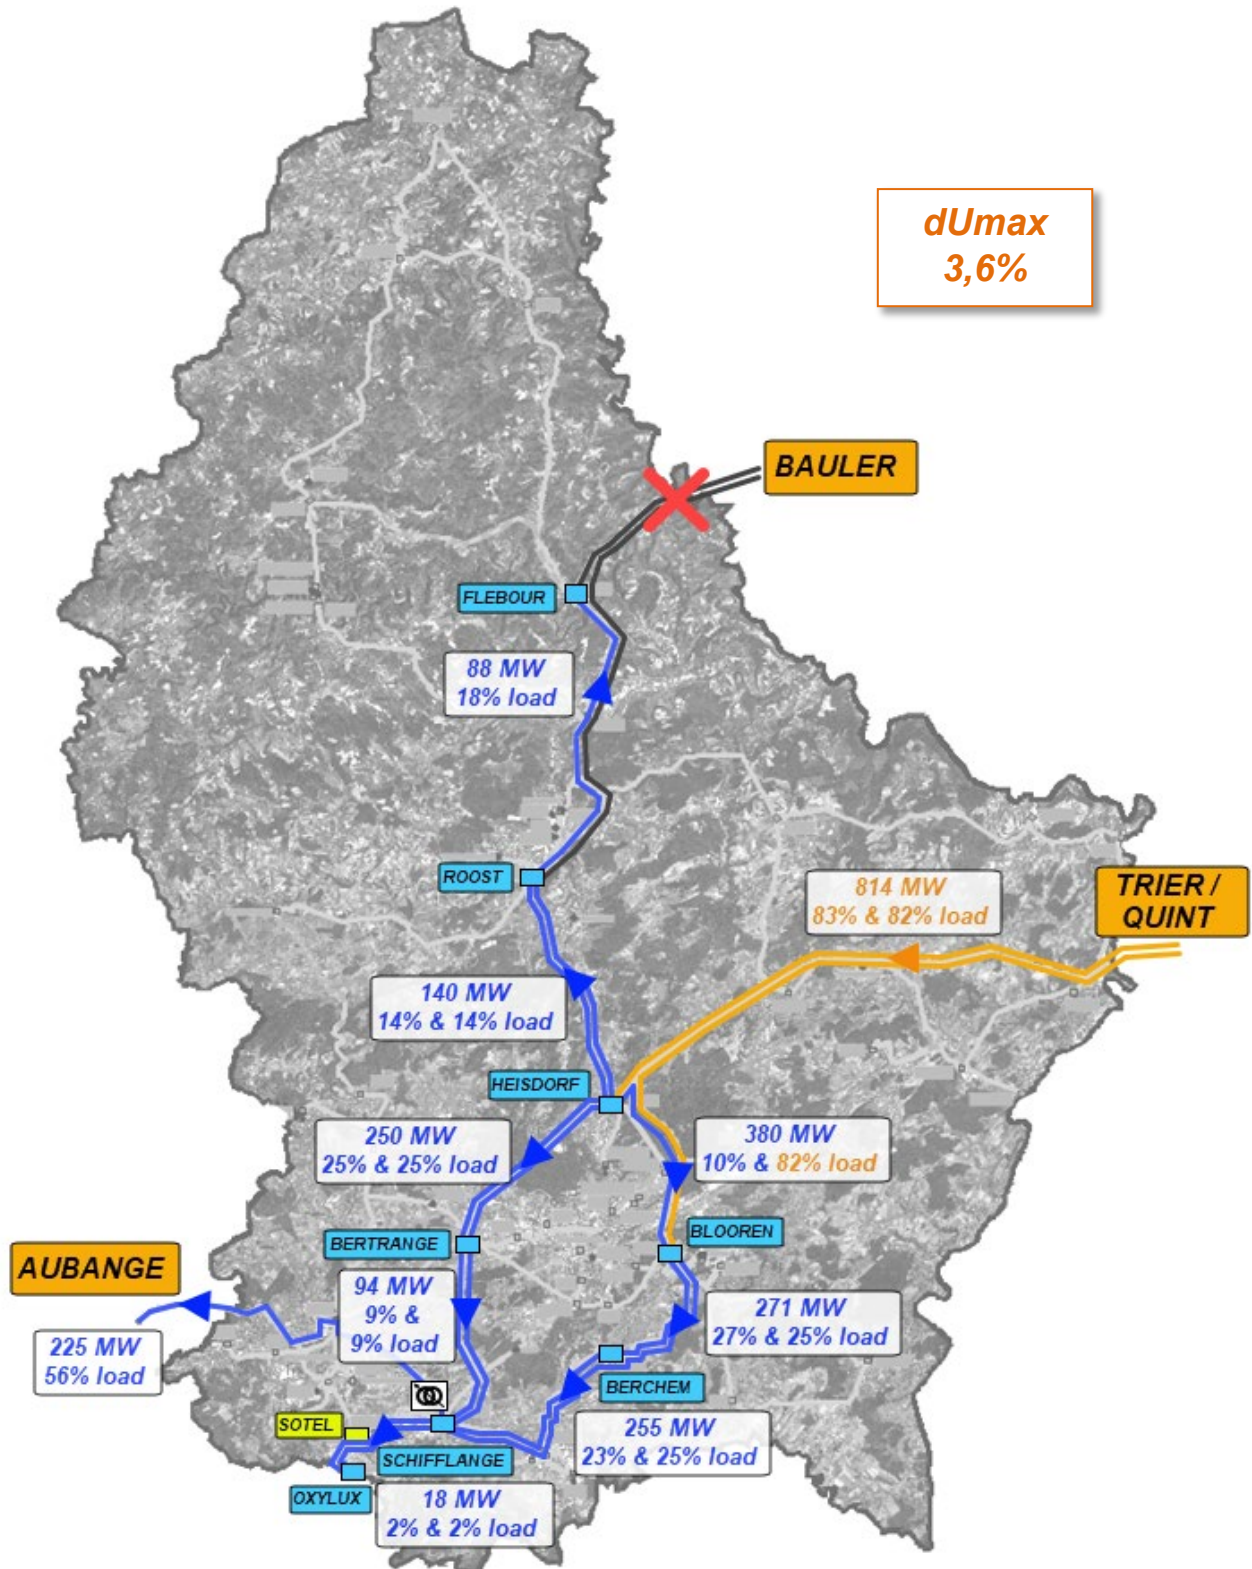 dUmax
3,6%
BAULER
FLEBOUR
88 MW
18% load
ROOST
814 MW
83% & 82% load
TRIER /
QUINT
140 MW
14% & 14% load
HEISDORF
250 MW
25% & 25% load
380 MW
10% & 82% load
BLOOREN
BERTRANGE
AUBANGE
94 MW
9% &
9% load
271 MW
27% & 25% load
225 MW
56% load
BERCHEM
SOTEL
255 MW
23% & 25% load
SCHIFFLANGE
OXYLUX
18 MW
2% & 2% load